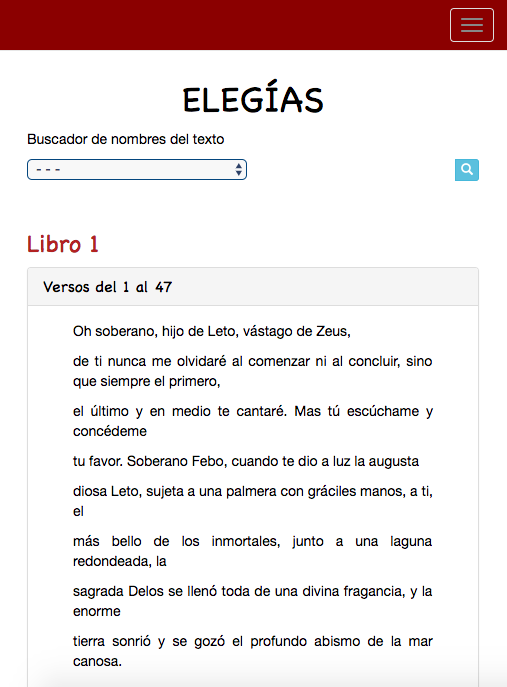 ELEGÍAS
Buscador de nombres del texto
- - -
Libro 1
Versos del 1 al 47
Oh soberano, hijo de Leto, vástago de Zeus,
de ti nunca me olvidaré al comenzar ni al concluir, sino
que siempre el primero,
el último y en medio te cantaré. Mas tú escúchame y
concédeme
tu favor. Soberano Febo, cuando te dio a luz la augusta
diosa Leto, sujeta a una palmera con gráciles manos, a ti,
el
más bello de los inmortales, junto a una laguna
redondeada, la
sagrada Delos se llenó toda de una divina fragancia, y la
enorme
tierra sonrió y se gozó el profundo abismo de la mar
canosa.